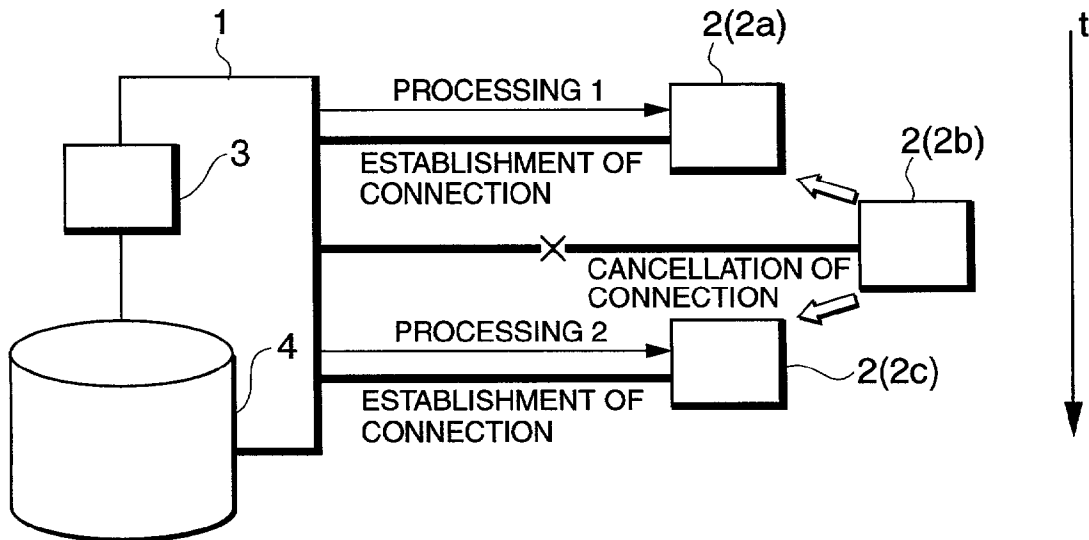 1
2(2a)
t
PROCESSING 1
3
2(2b)
ESTABLISHMENT OF
CONNECTION
CANCELLATION OF
CONNECTION
PROCESSING 2
4
2(2c)
ESTABLISHMENT OF
CONNECTION